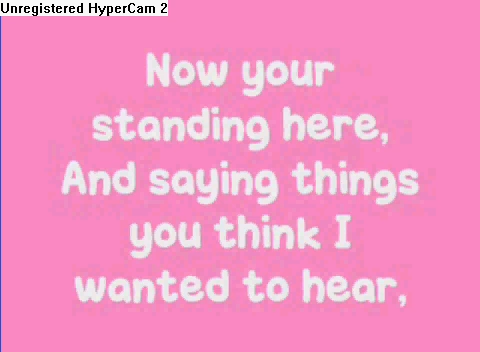 Unregistered HyperCam 2
Now your
standing here,
And saying things
you think I
wanted to hear,